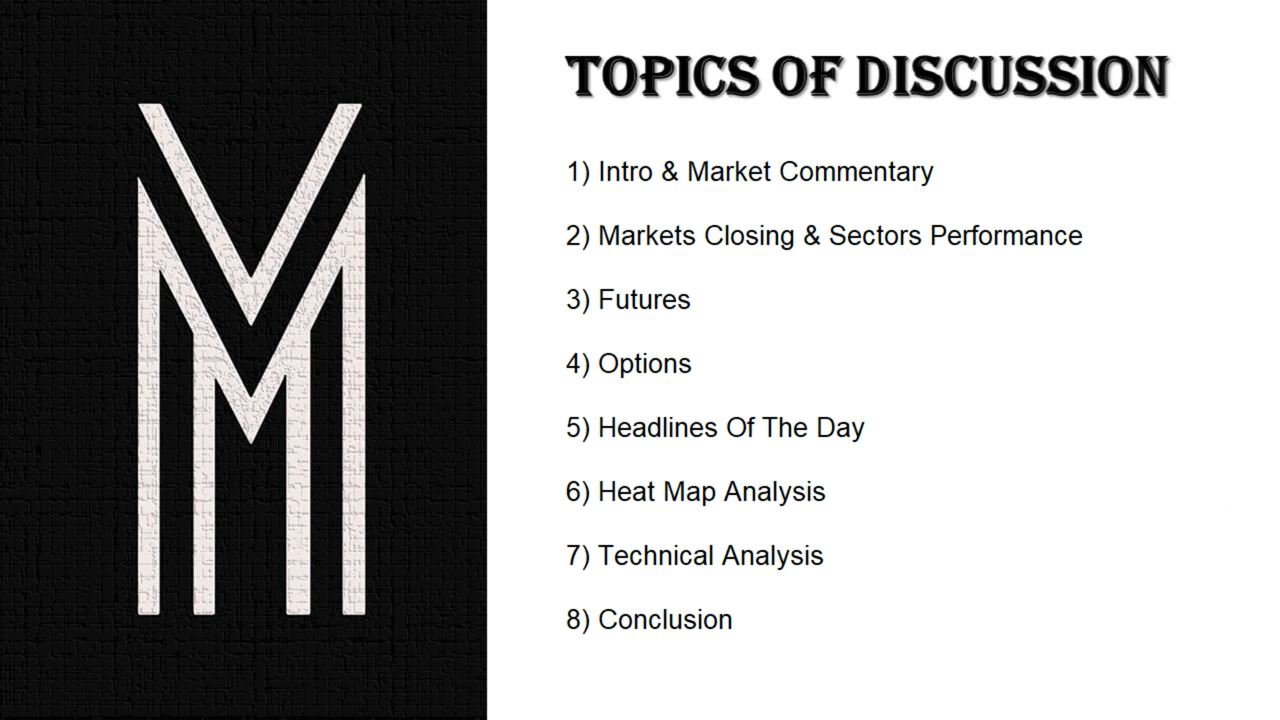 TOPICS OF DISCUSSION
1) Intro & Market Commentary
2) Markets Closing & Sectors Performance
3) Futures
4) Options
5) Headlines Of The Day
6) Heat Map Analysis
7) Technical Analysis
8) Conclusion